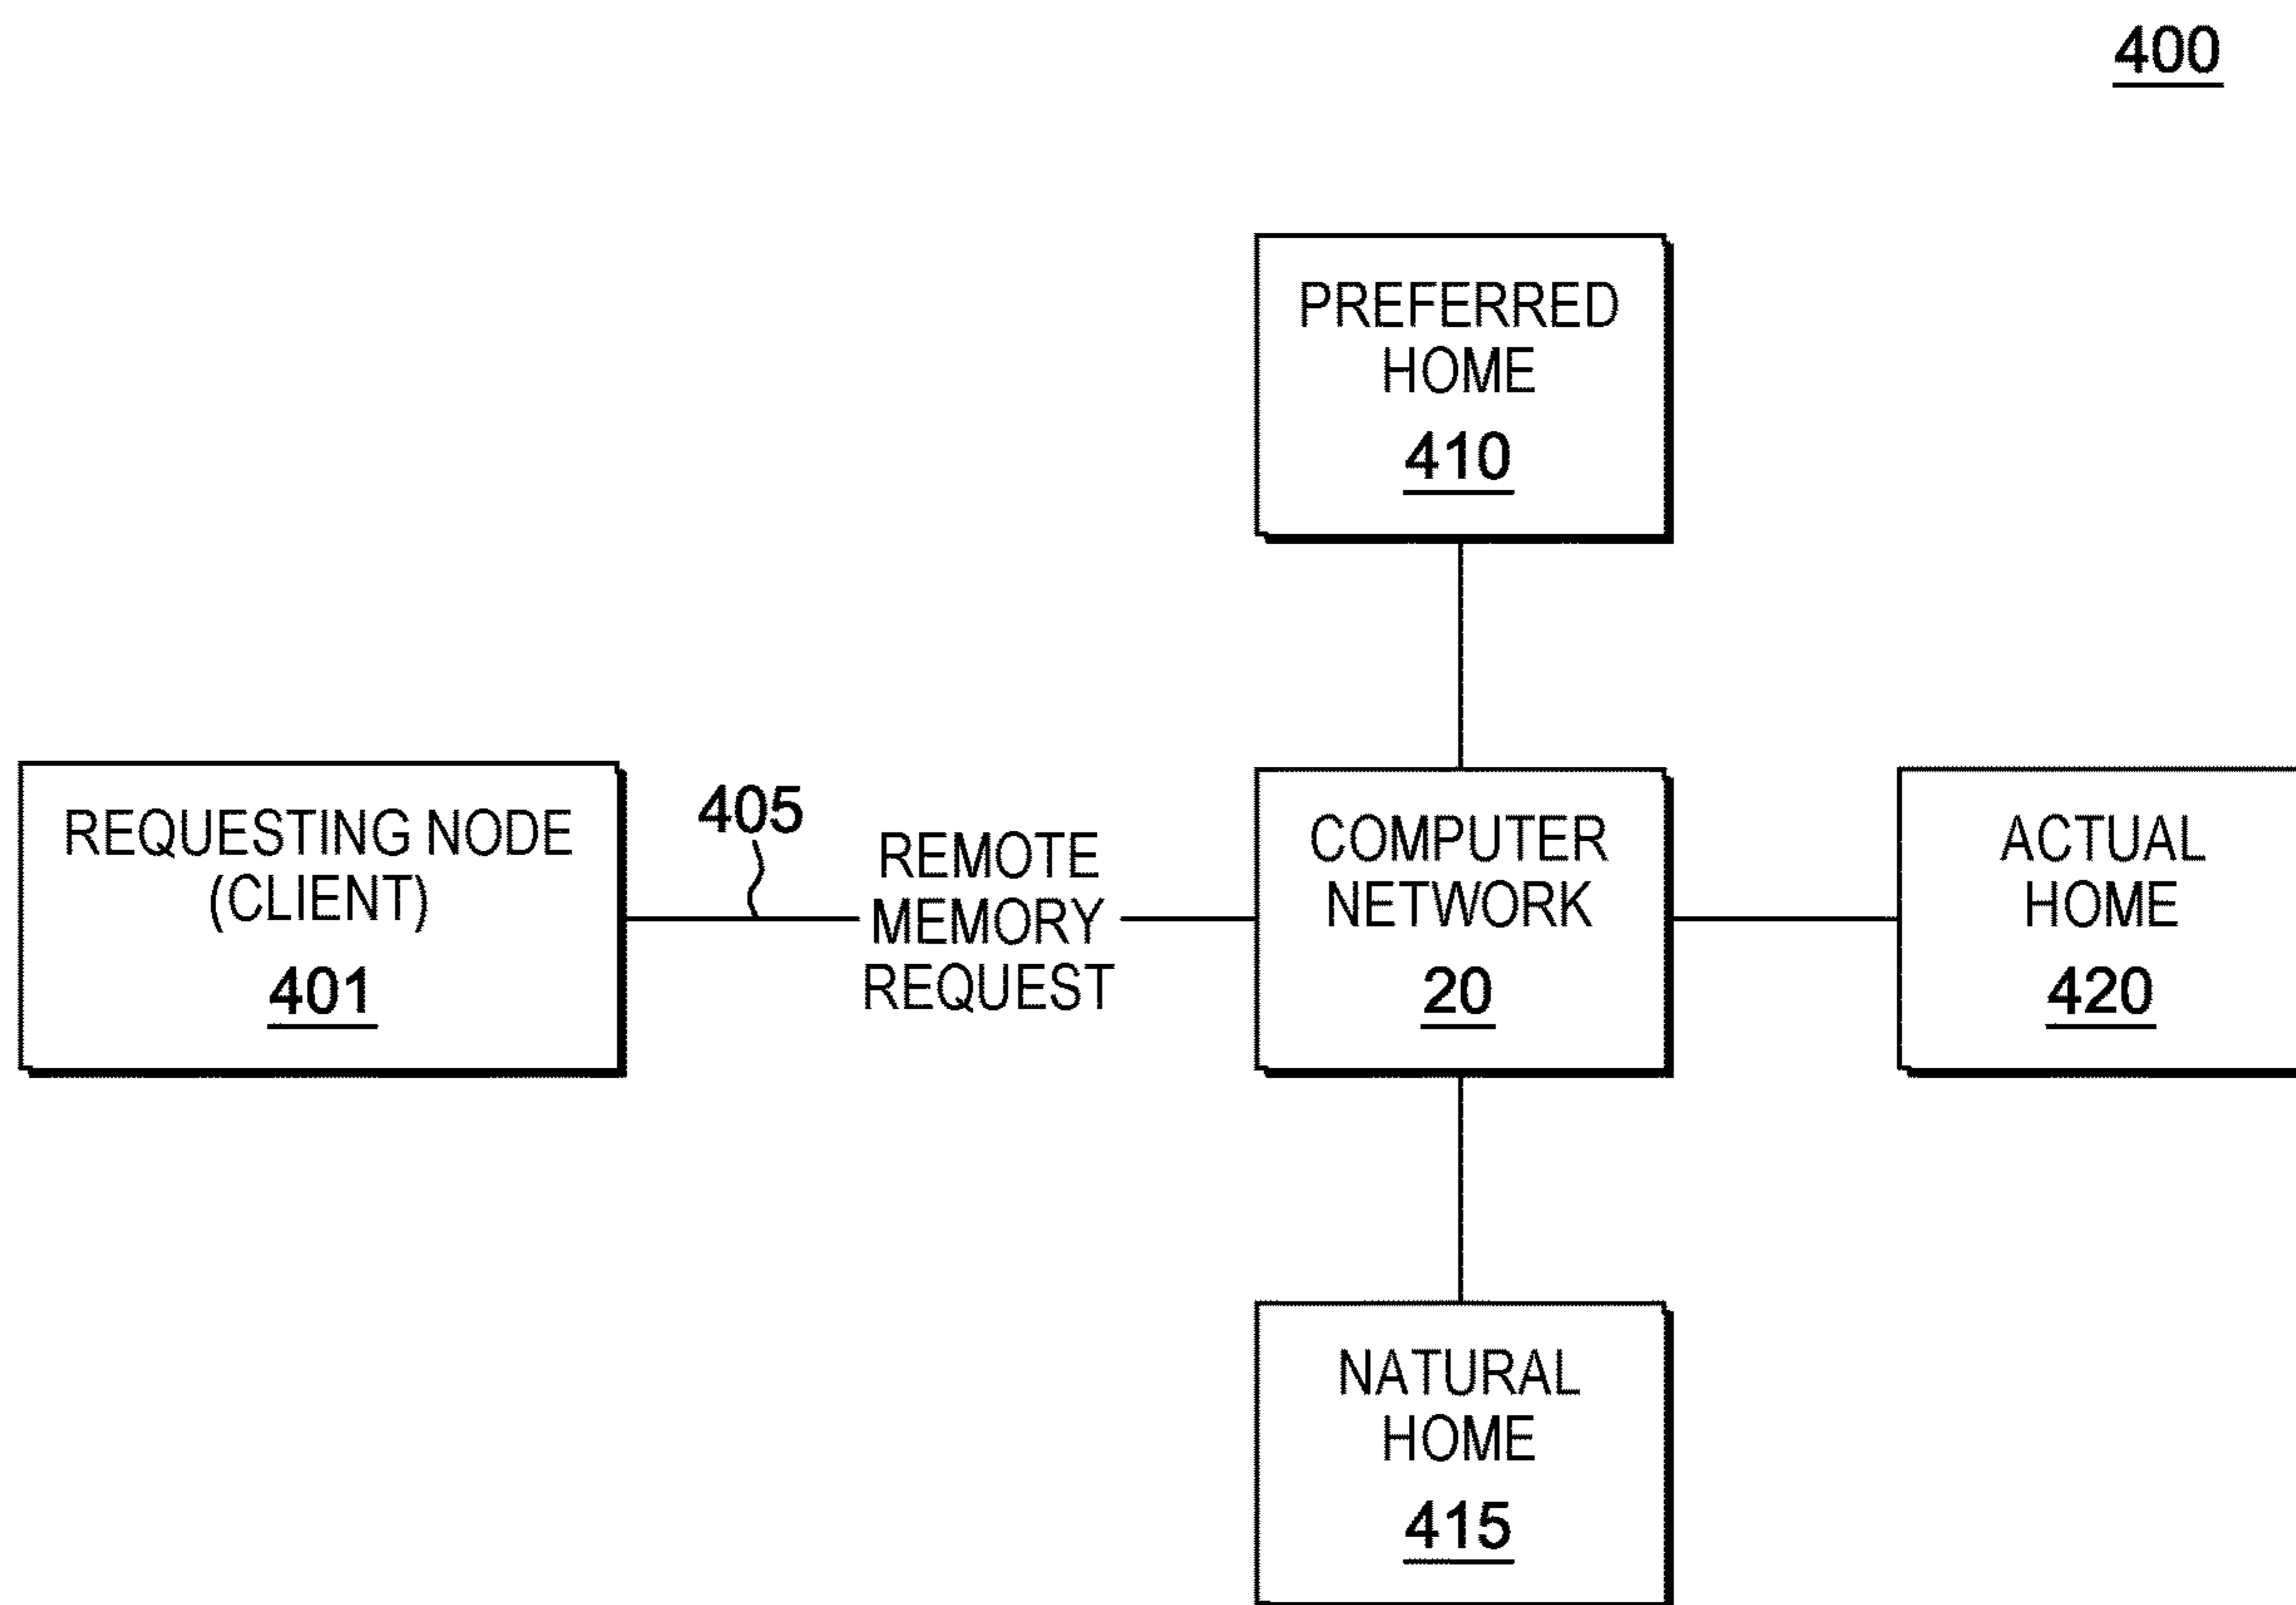 400
PREFERRED
HOME
410
REQUESTING NODE
(CLIENT)
401
405
REMOTE
MEMORY
REQUEST
COMPUTER
NETWORK
20
ACTUAL
HOME
420
NATURAL
HOME
415